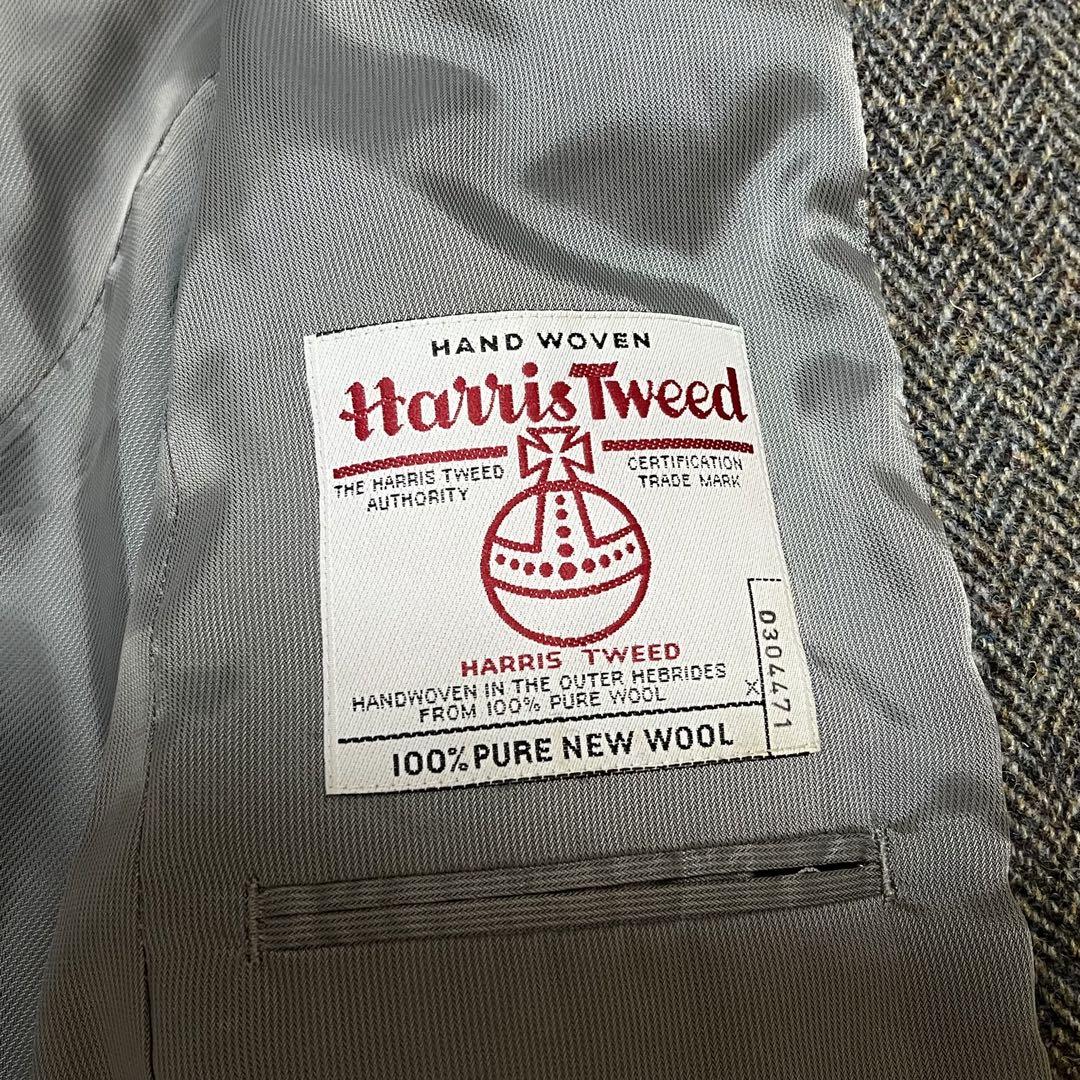 HAND WOVEN
Harris Tweed
THE HARRIS TWEED
AUTHORITY
CERTIFICATION
TRADE MARK
HARRIS TWEED
HANDWOVEN IN THE OUTER HEBRIDES
FROM 100% PURE WOOL
X
0304471
100% PURE NEW WOOL